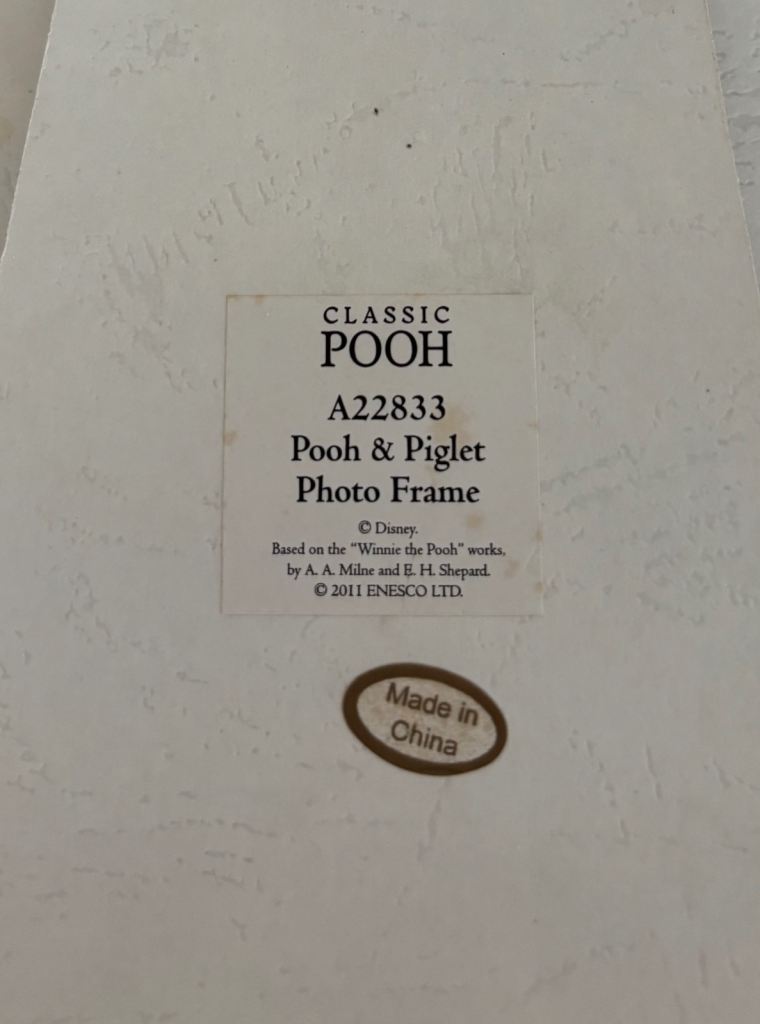 CLASSIC
POOH
A22833
Pooh & Piglet
Photo Frame
© Disney.
Based on the “Winnie the Pooh” works,
by A. A. Milne and E. H. Shepard.
© 2011 ENESCO LTD.
Made in
China